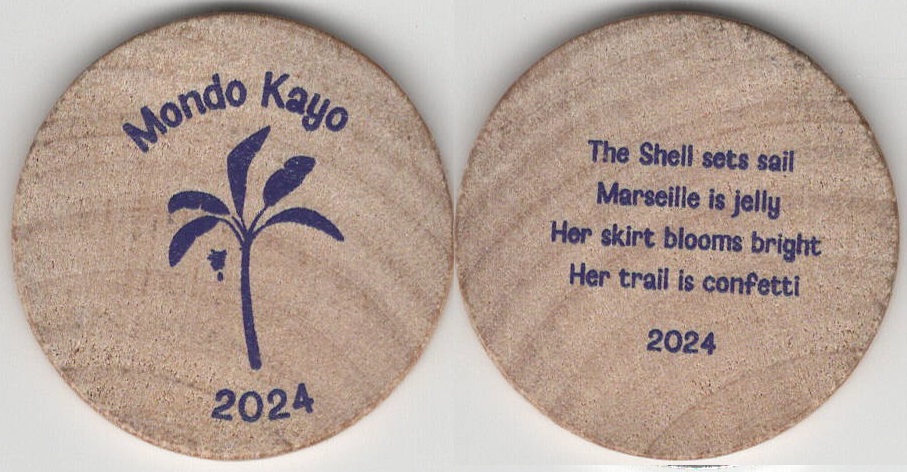 Mondo Kayo
2024
The Shell sets sail
Marseille is jelly
Her skirt blooms bright
Her trail is confetti
2024